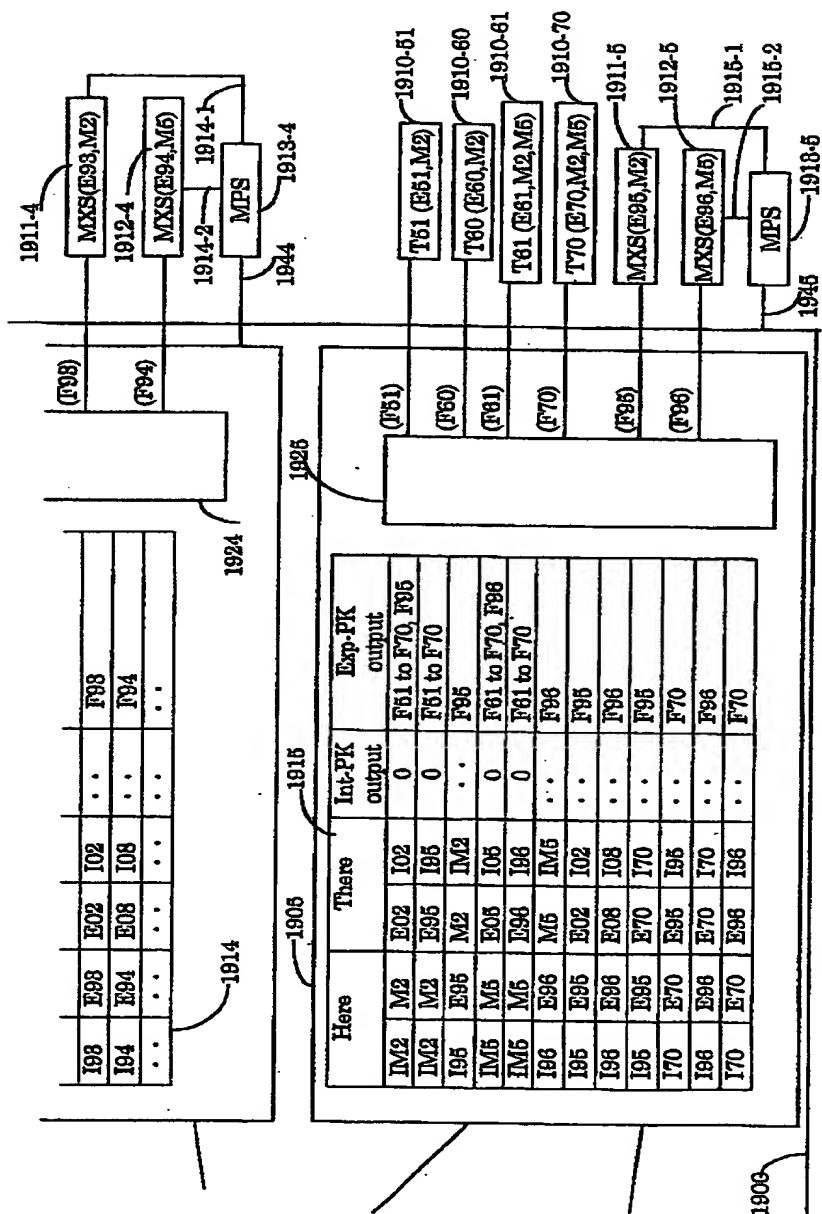 1911-4
MXS(E93,M2)
1912-4
MXS(E94,M5)
1914-1
1914-2
MPS
1913-4
1944
(F93)
(F94)
1924
I93 E93 E02 I02 .. F93
I94 E94 E08 I08 .. F94
.. .. .. .. .. ..
1914
1905
1915
1925
Here There Int-PK output Exp-PK output
IM2 M2 E02 I02 0 F51 to F70, F95
IM2 M2 E95 I95 0 F51 to F70
I95 E95 M2 IM2 .. F95
IM5 M5 E05 I05 0 F61 to F70, F96
IM5 M5 E96 I96 0 F61 to F70
I96 E96 M5 IM5 .. F96
I95 E95 E02 I02 .. F95
I96 E96 E08 I08 .. F96
I95 E95 E70 I70 .. F95
I70 E70 E95 I95 .. F70
I96 E96 E70 I70 .. F96
I70 E70 E96 I96 .. F70
(F51)
(F60)
(F61)
(F70)
(F95)
(F96)
T51 (E51,M2)
1910-51
T60 (E60,M2)
1910-60
T61 (E61,M2,M5)
1910-61
T70 (E70,M2,M5)
1910-70
MXS(E95,M2)
1911-5
MXS(E96,M5)
1912-5
1915-1
1915-2
MPS
1913-5
1945
1900